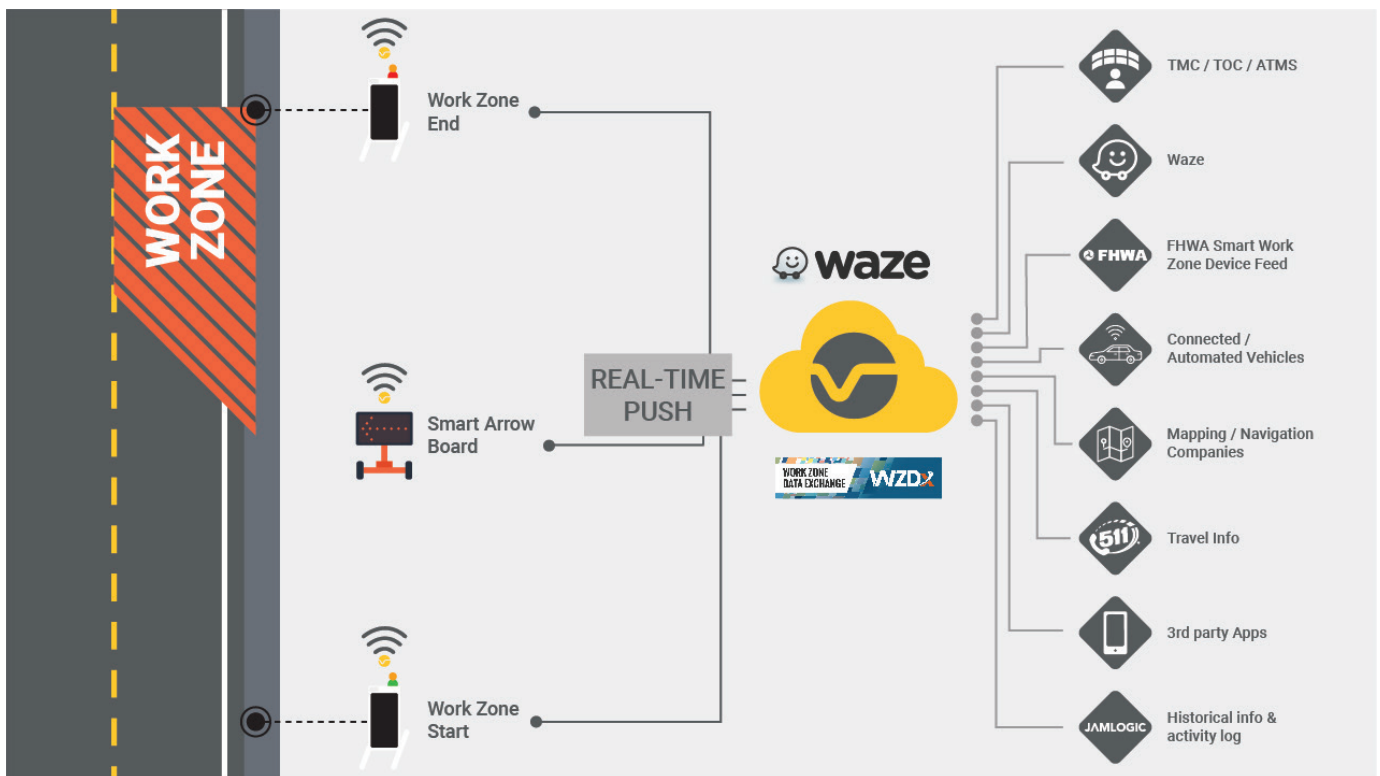 WORK
ZONE
Work Zone
End
Smart Arrow
Board
Work Zone
Start
REAL-TIME
PUSH
waze
WORK ZONE
DATA EXCHANGE
WZDx
TMC / TOC / ATMS
Waze
FHWA
FHWA Smart Work
Zone Device Feed
Connected /
Automated Vehicles
Mapping / Navigation
Companies
511
Travel Info
3rd party Apps
JAMLOGIC
Historical info &
activity log